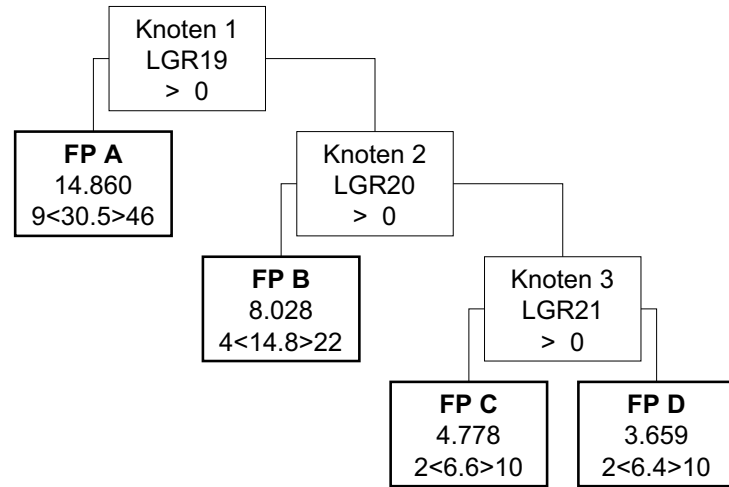 Knoten 1
LGR19
> 0
FP A
14.860
9<30.5>46
Knoten 2
LGR20
> 0
FP B
8.028
4<14.8>22
Knoten 3
LGR21
> 0
FP C
4.778
2<6.6>10
FP D
3.659
2<6.4>10